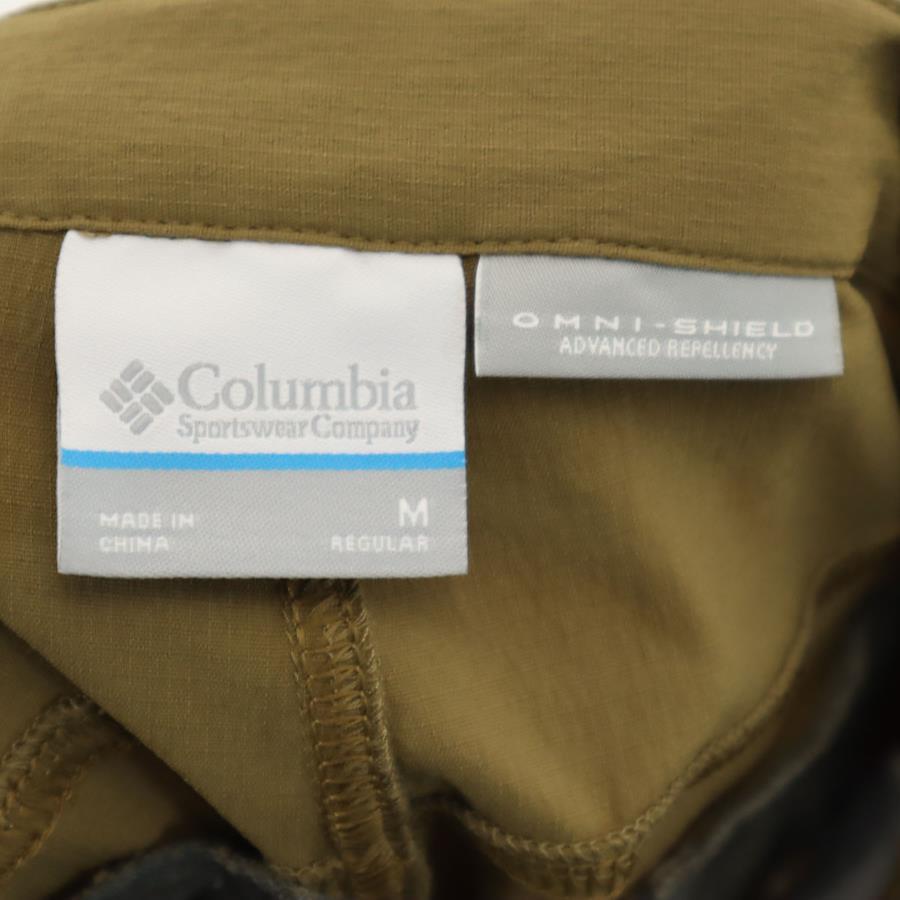 Columbia
Sportswear Company
MADE IN
CHINA
M
REGULAR
OMNI-SHIELD
ADVANCED REPELLENCY